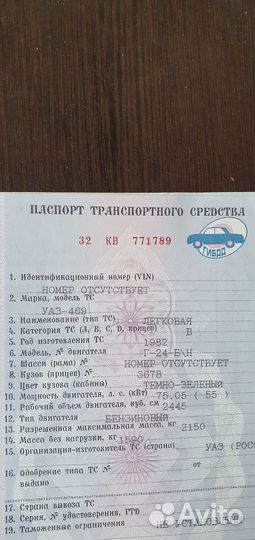 ПАСПОРТ ТРАНСПОРТНОГО СРЕДСТВА
32 КВ 771789
ГИБДД
1. Идентификационный номер (VIN)
НОМЕР ОТСУТСТВУЕТ
2. Марка, модель ТС
УАЗ-469
3. Наименование (тип ТС) ЛЕГКОВАЯ
4. Категория ТС (A, B, C, D, прицеп) B
5. Год изготовления ТС 1982
6. Модель, № двигателя Г-24-Б\Н
7. Шасси (рама) № НОМЕР ОТСУТСТВУЕТ
8. Кузов (прицеп) № 3678
9. Цвет кузова (кабины) ТЕМНО-ЗЕЛЕНЫЙ
10. Мощность двигателя, л. с. (кВт) 75.05 ( 55 )
11. Рабочий объем двигателя, куб. см 2445
12. Тип двигателя БЕНЗИНОВЫЙ
13. Разрешенная максимальная масса, кг 2150
14. Масса без нагрузки, кг 1590
15. Организация-изготовитель ТС (страна) УАЗ (РОС
16. Одобрение типа ТС № от
выдано
17. Страна вывоза ТС
18. Серия, № удостоверения, ГТД
19. Таможенные ограничения НЕ УСТАНОВЛЕНЫ
Avito